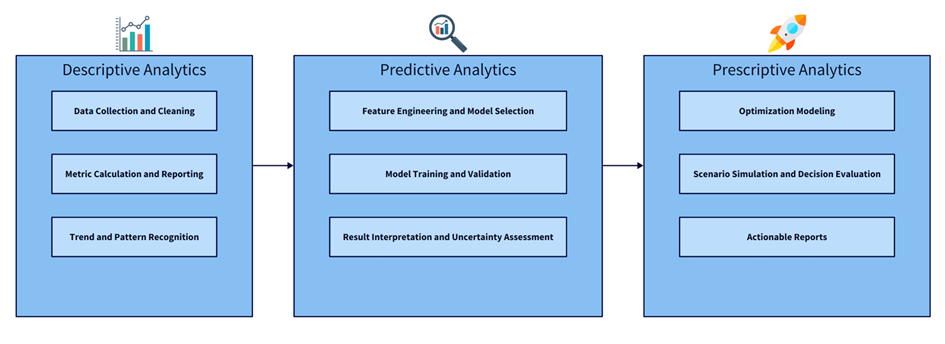 Descriptive Analytics
Data Collection and Cleaning
Metric Calculation and Reporting
Trend and Pattern Recognition
Predictive Analytics
Feature Engineering and Model Selection
Model Training and Validation
Result Interpretation and Uncertainty Assessment
Prescriptive Analytics
Optimization Modeling
Scenario Simulation and Decision Evaluation
Actionable Reports